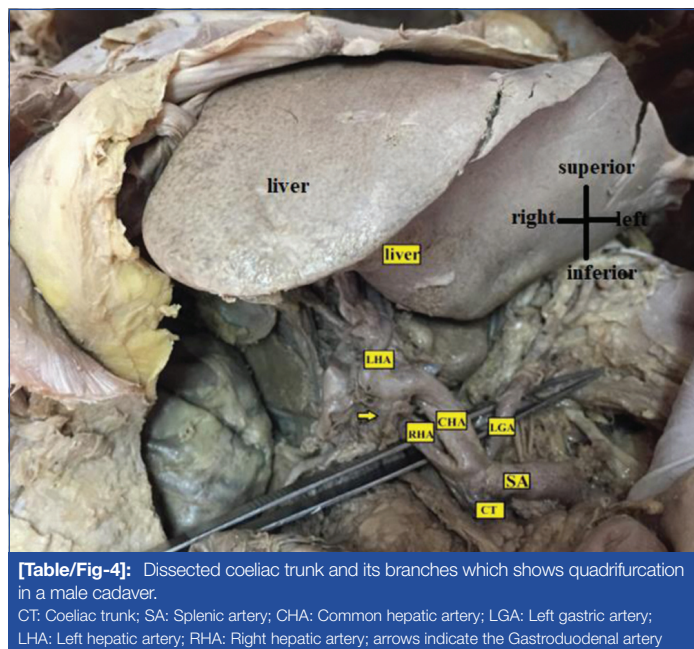 liver
superior
right
left
liver
inferior
LHA
RHA
CHA
LGA
SA
CT
[Table/Fig-4]: Dissected coeliac trunk and its branches which shows quadrifurcation
in a male cadaver.
CT: Coeliac trunk; SA: Splenic artery; CHA: Common hepatic artery; LGA: Left gastric artery;
LHA: Left hepatic artery; RHA: Right hepatic artery; arrows indicate the Gastroduodenal artery